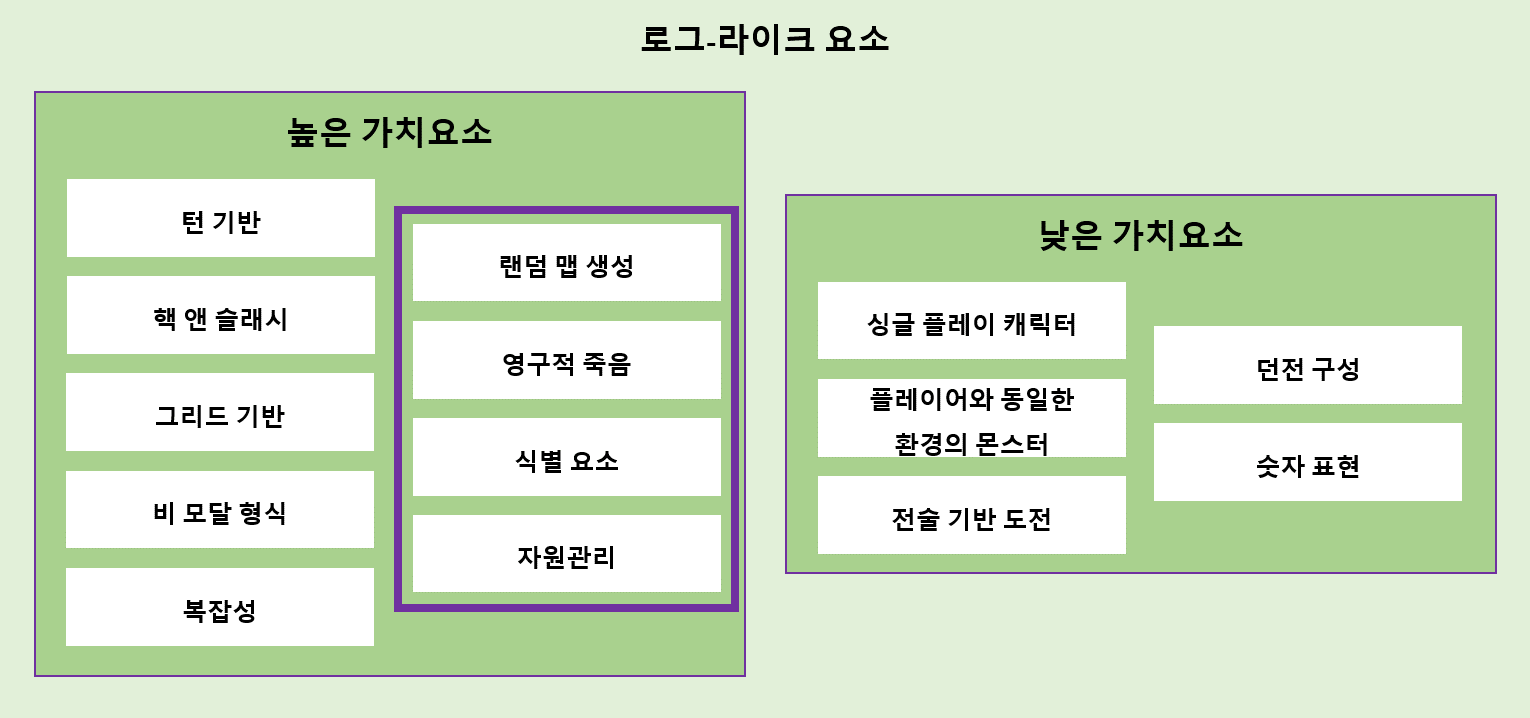 로그-라이크 요소
높은 가치요소
턴 기반
핵 앤 슬래시
그리드 기반
비 모달 형식
복잡성
랜덤 맵 생성
영구적 죽음
식별 요소
자원관리
낮은 가치요소
싱글 플레이 캐릭터
플레이어와 동일한
환경의 몬스터
전술 기반 도전
던전 구성
숫자 표현